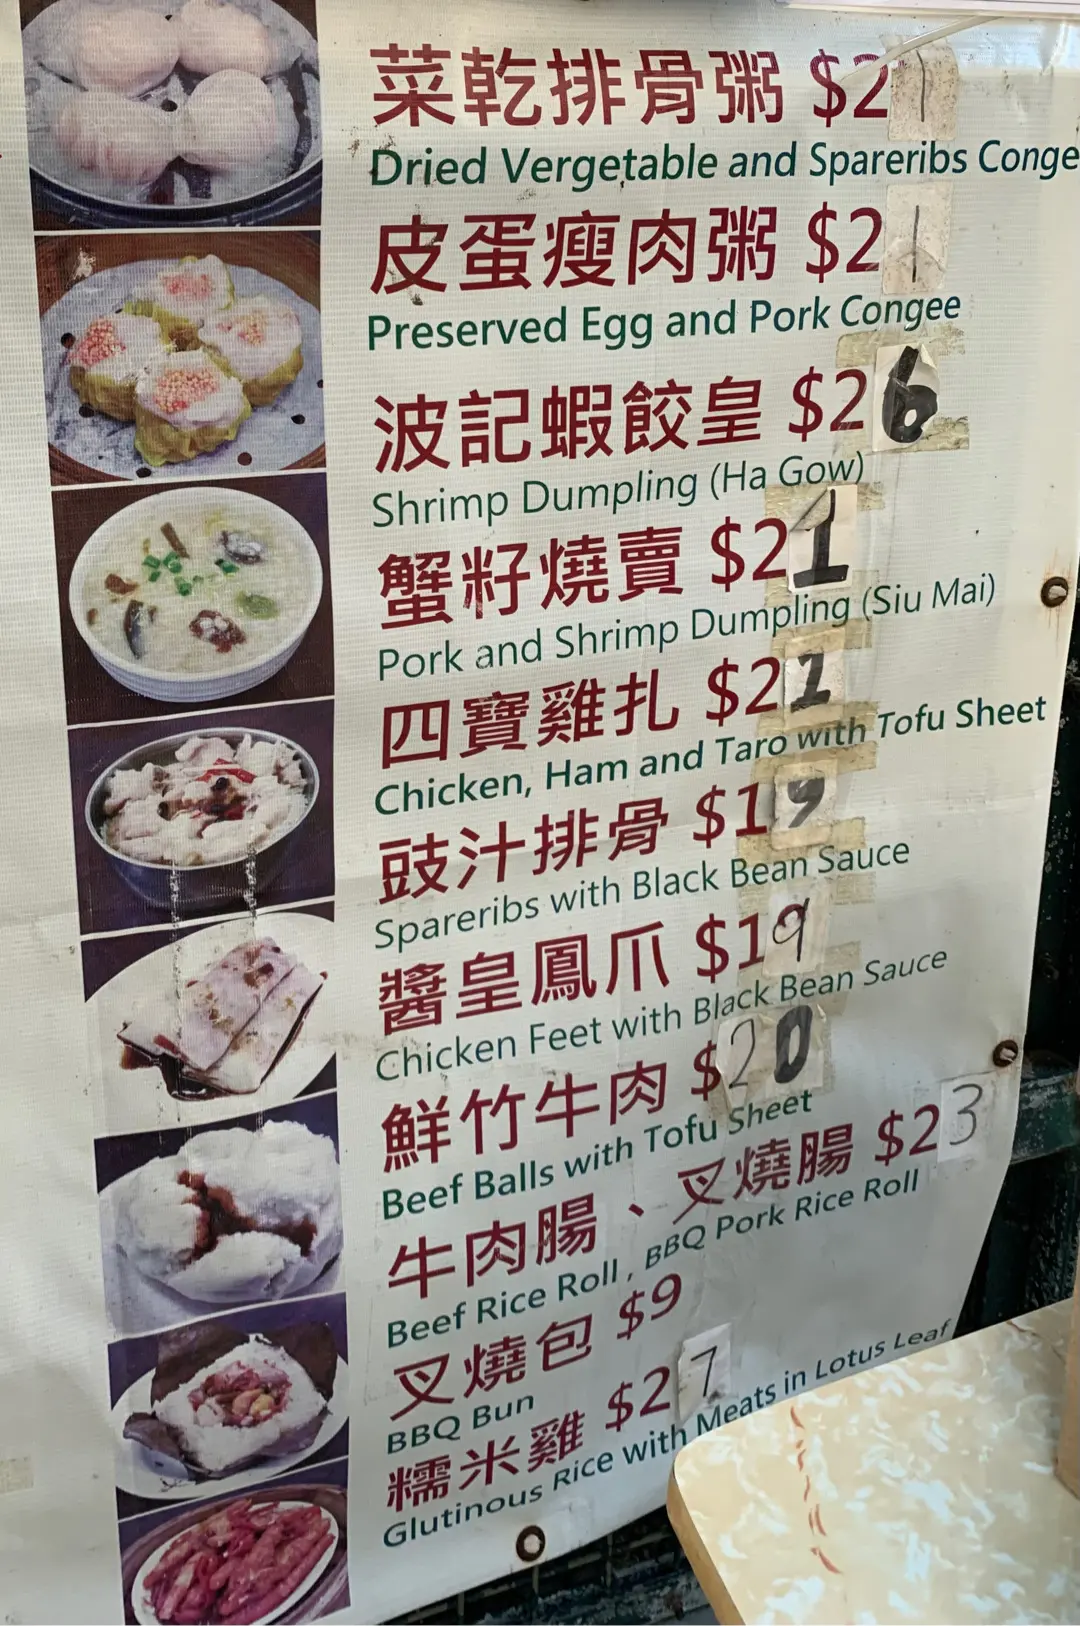 菜乾排骨粥 $21
Dried Vergetable and Spareribs Conge
皮蛋瘦肉粥 $21
Preserved Egg and Pork Congee
波記蝦餃皇 $26
Shrimp Dumpling (Ha Gow)
蟹籽燒賣 $21
Pork and Shrimp Dumpling (Siu Mai)
四寶雞扎 $21
Chicken, Ham and Taro with Tofu Sheet
豉汁排骨 $19
Spareribs with Black Bean Sauce
醬皇鳳爪 $19
Chicken Feet with Black Bean Sauce
鮮竹牛肉 $20
Beef Balls with Tofu Sheet
牛肉腸、叉燒腸 $23
Beef Rice Roll, BBQ Pork Rice Roll
叉燒包 $9
BBQ Bun
糯米雞 $27
Glutinous Rice with Meats in Lotus Leaf